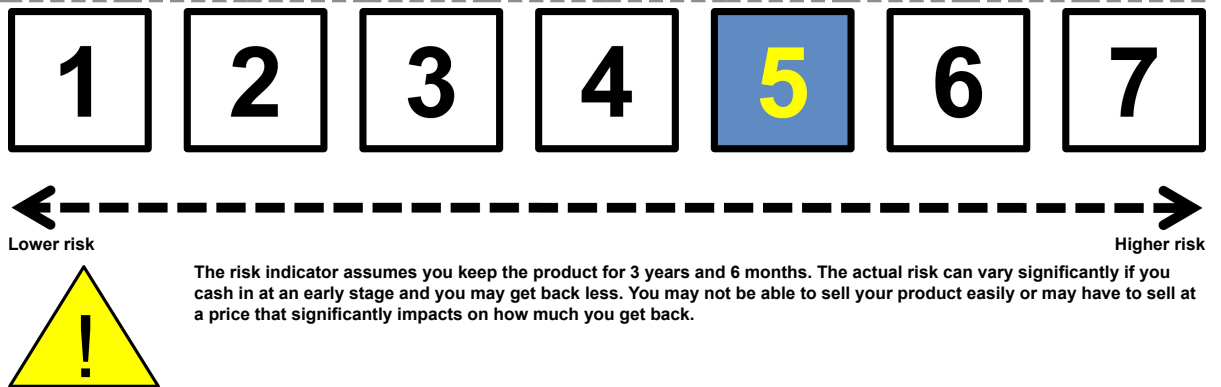 1 2 3 4 5 6 7
Lower risk Higher risk
!
The risk indicator assumes you keep the product for 3 years and 6 months. The actual risk can vary significantly if you
cash in at an early stage and you may get back less. You may not be able to sell your product easily or may have to sell at
a price that significantly impacts on how much you get back.